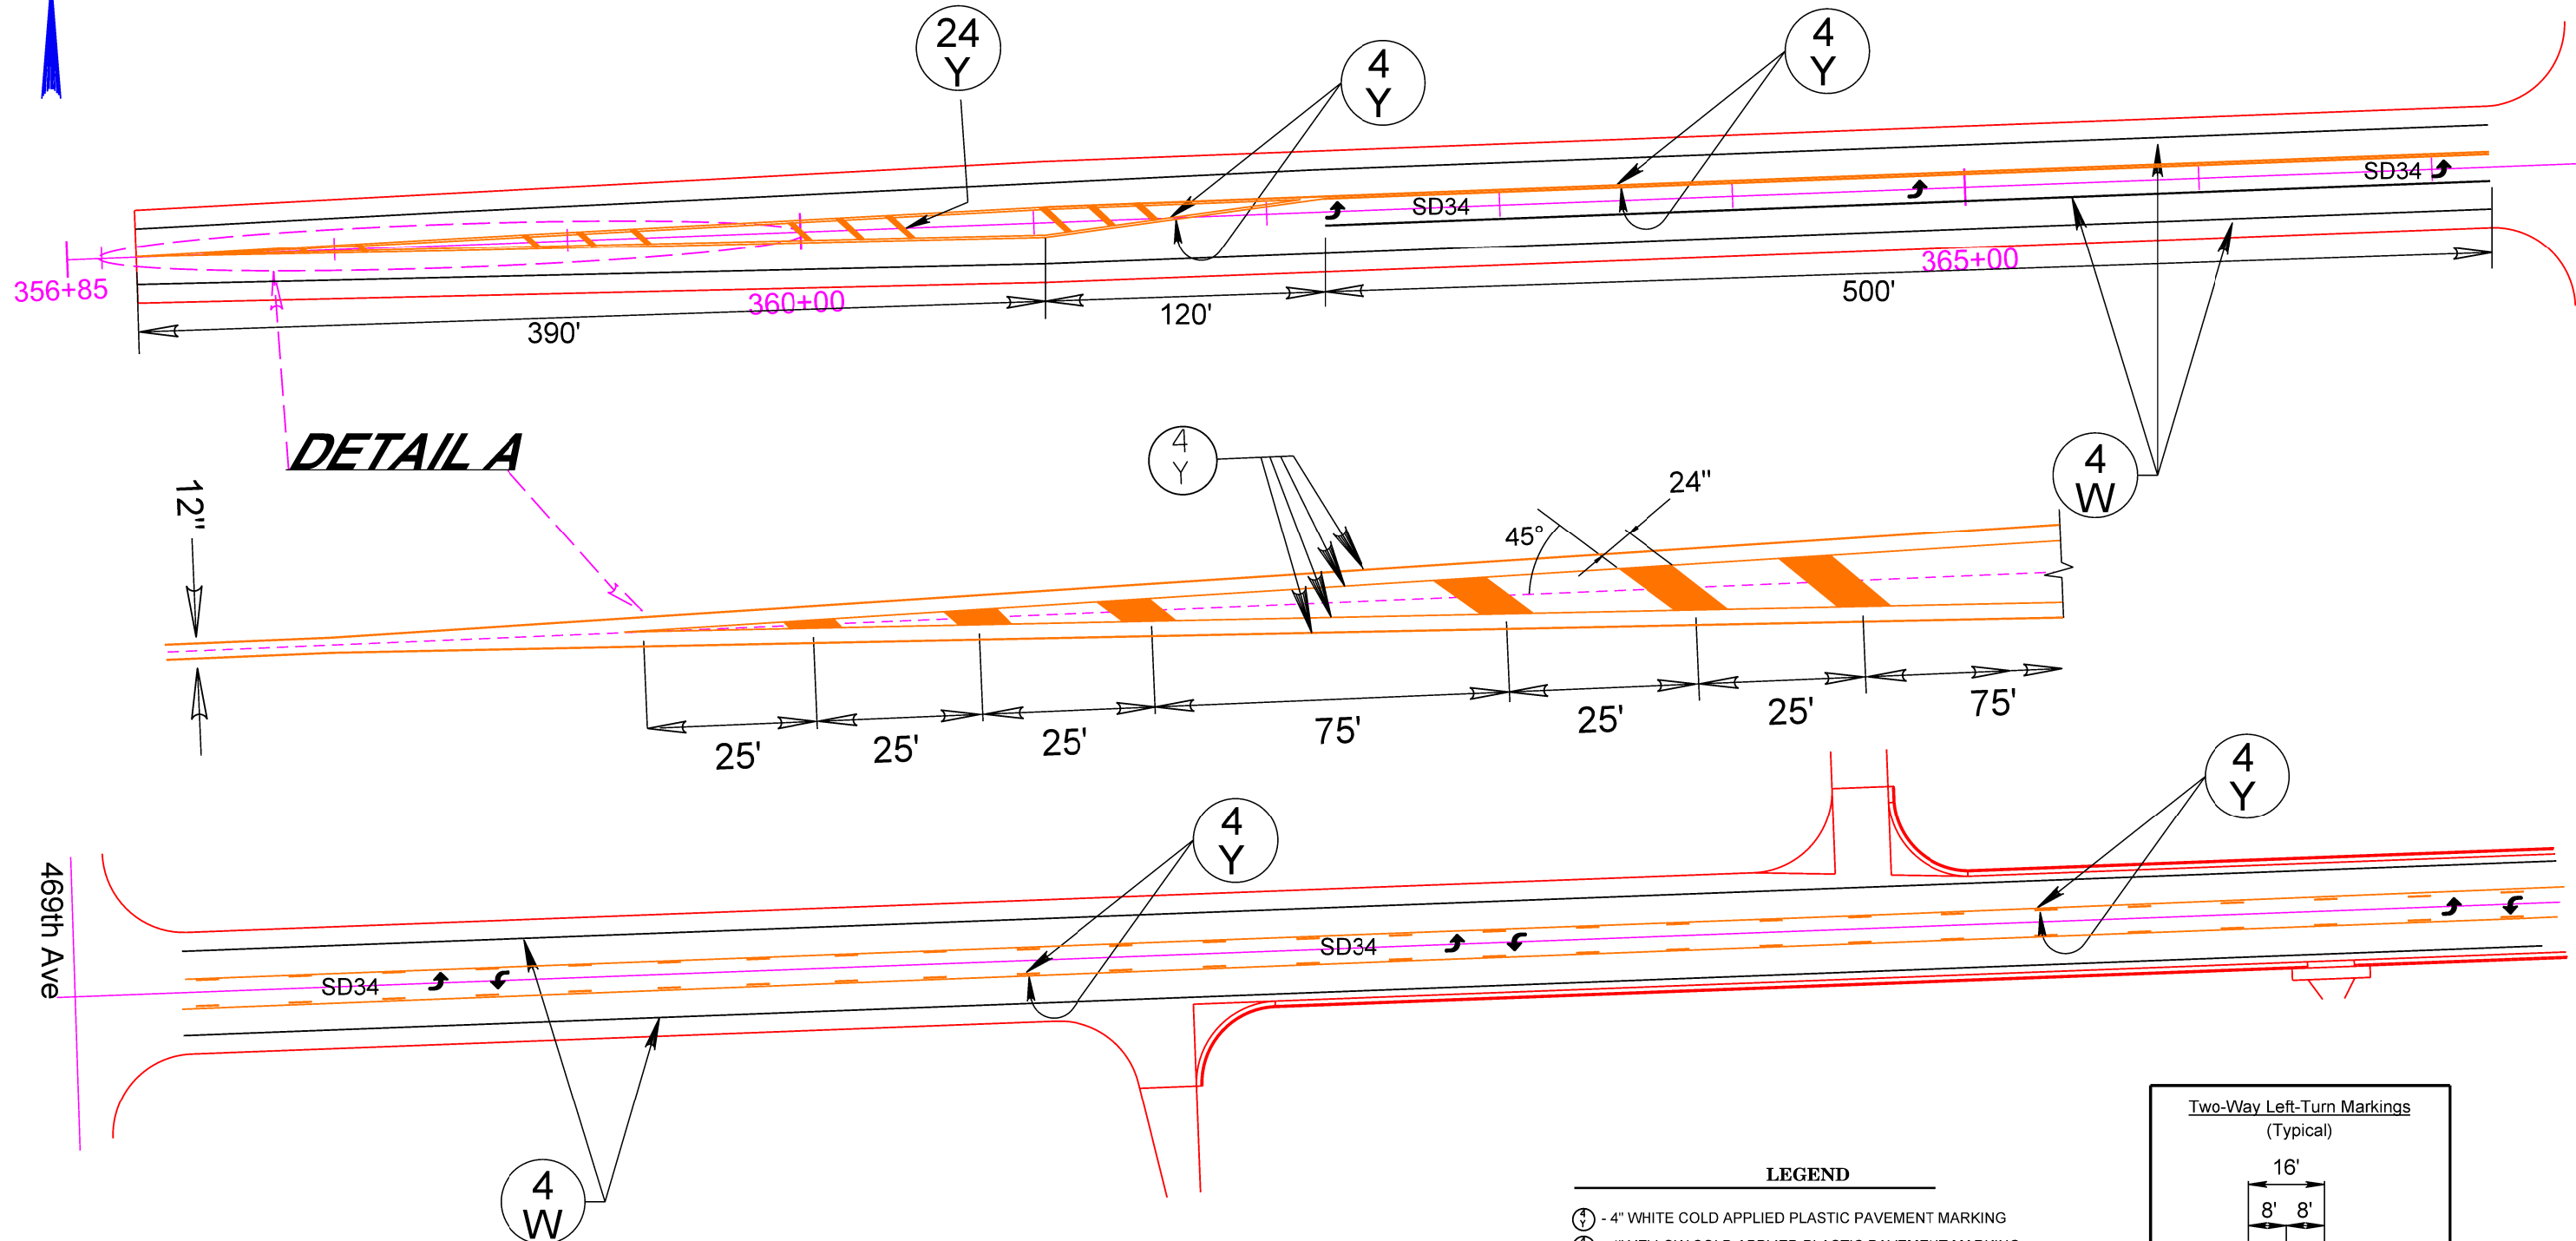 24
Y
4
Y
4
Y
SD34
SD34
356+85
360+00
365+00
390'
120'
500'
DETAIL A
12"
4
Y
24"
45°
4
W
25'
25'
25'
75'
25'
25'
75'
4
Y
4
Y
469th Ave
SD34
SD34
4
W
LEGEND
4
Y - 4" WHITE COLD APPLIED PLASTIC PAVEMENT MARKING
Two-Way Left-Turn Markings
(Typical)
16'
8' 8'